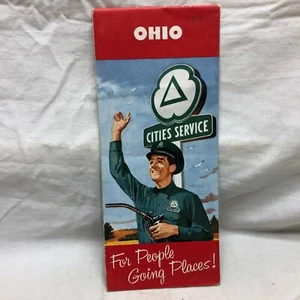 OHIO
CITIES SERVICE
For People
Going Places!